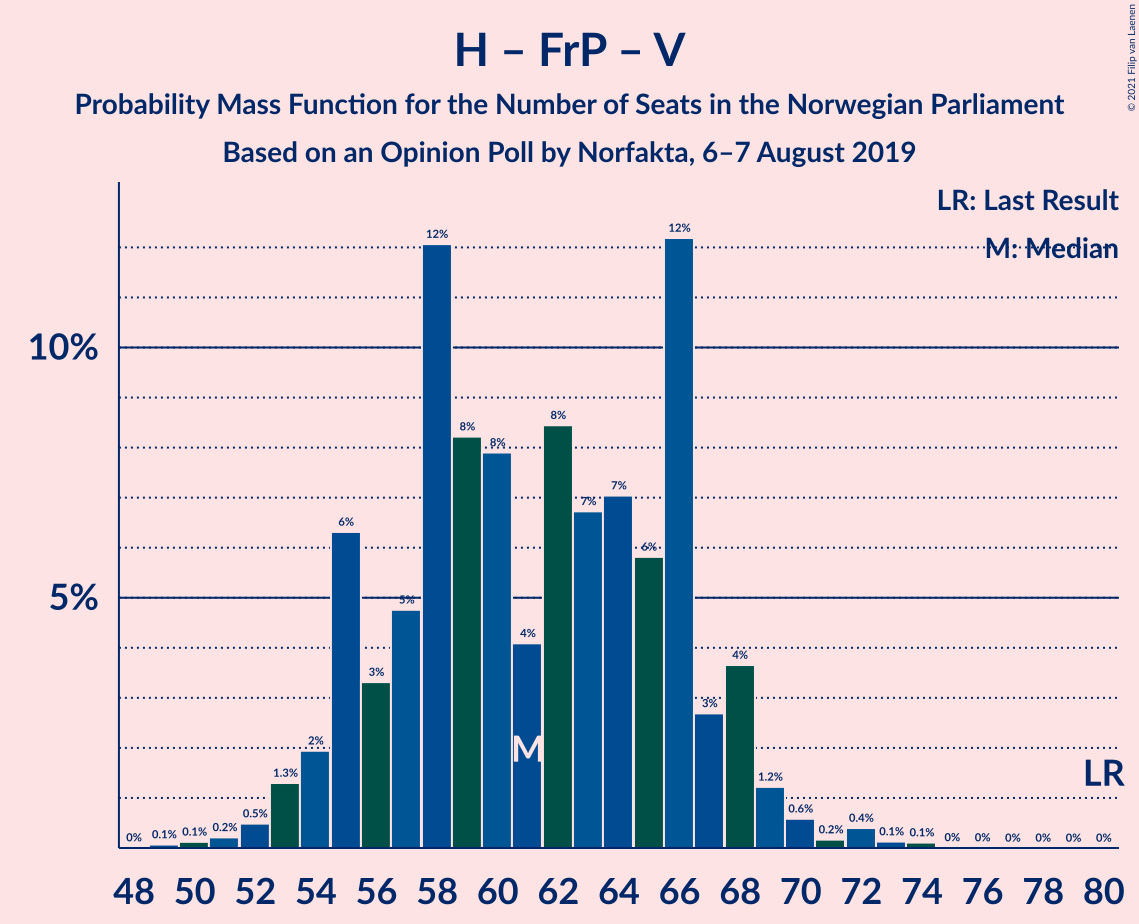 H – FrP – V
Probability Mass Function for the Number of Seats in the Norwegian Parliament
Based on an Opinion Poll by Norfakta, 6–7 August 2019
© 2021 Filip van Laenen
LR: Last Result
M: Median
10%
5%
0% 0.1% 0.1% 0.2% 0.5% 1.3% 2% 6% 3% 5% 12% 8% 8% 4% 8% 7% 7% 6% 12% 3% 4% 1.2% 0.6% 0.2% 0.4% 0.1% 0.1% 0% 0% 0% 0% 0% 0%
M
LR
48 50 52 54 56 58 60 62 64 66 68 70 72 74 76 78 80